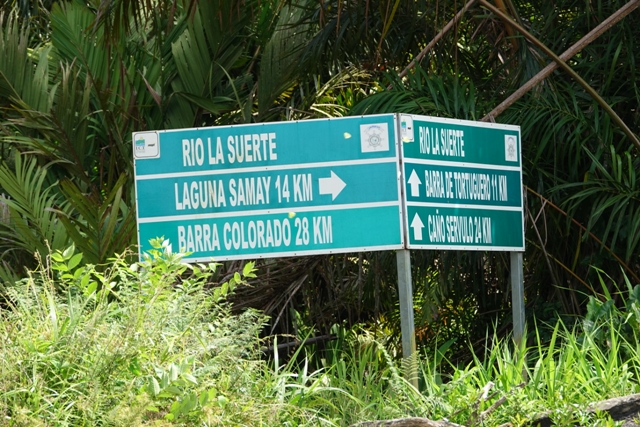 RIO LA SUERTE
LAGUNA SAMAY 14 KM
BARRA COLORADO 28 KM
RIO LA SUERTE
BARRA DE TORTUGUERO 11 KM
CAÑO SERVULO 24 KM